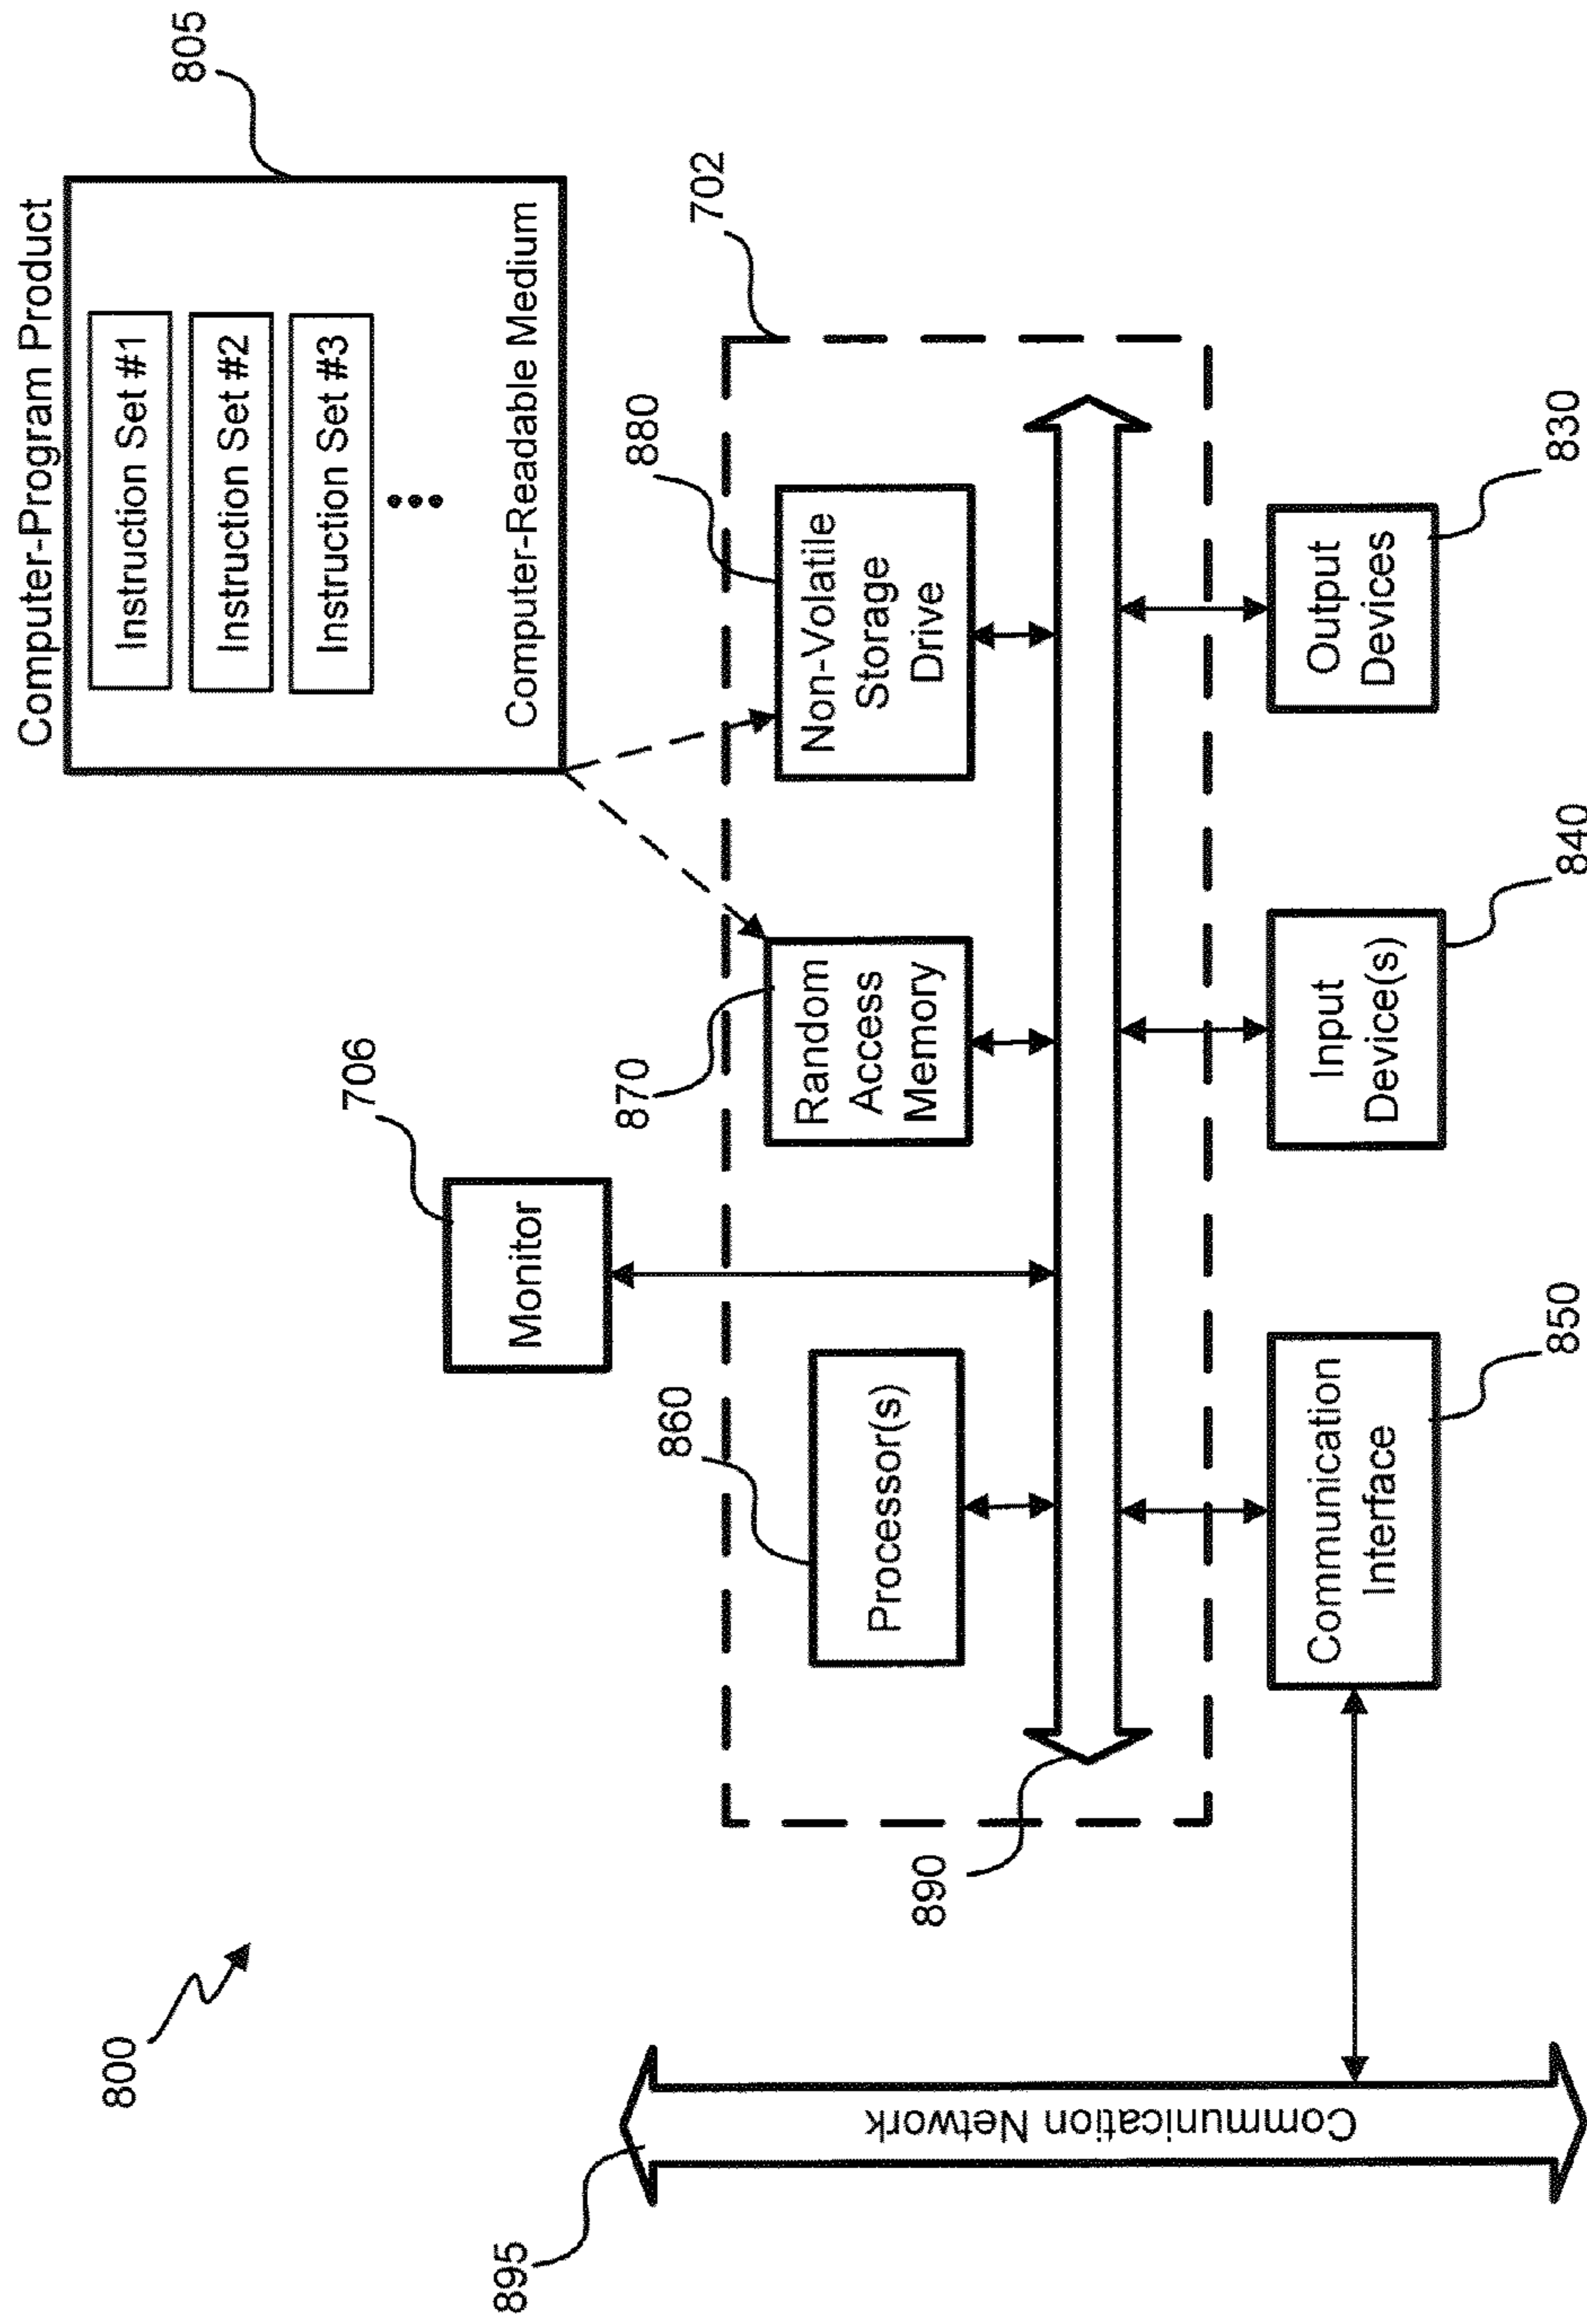 800
Computer-Program Product
Instruction Set #1
Instruction Set #2
Instruction Set #3
Computer-Readable Medium
805
706
Monitor
702
860
870
880
Processor(s)
Random
Access
Memory
Non-Volatile
Storage
Drive
890
895
Communication Network
Communication
Interface
850
Input
Device(s)
840
Output
Devices
830